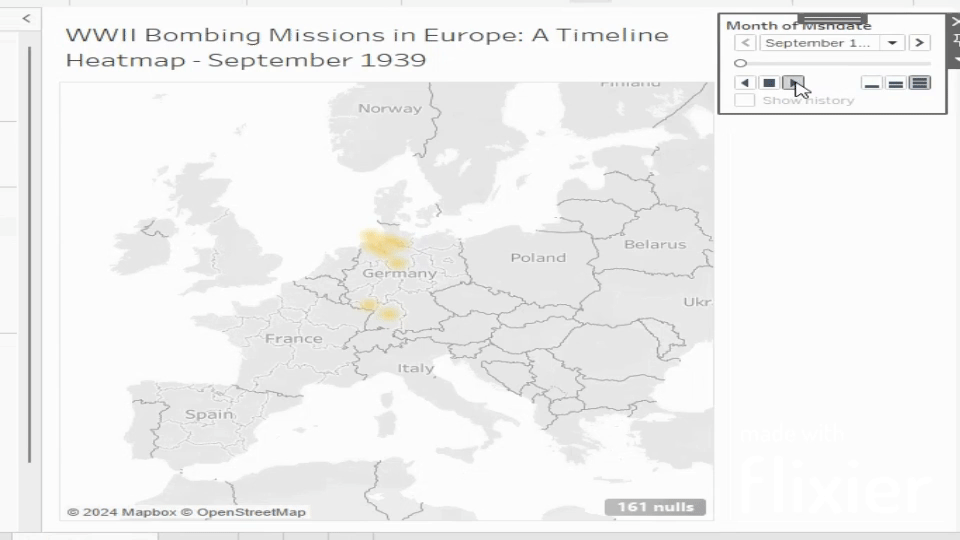 WWII Bombing Missions in Europe: A Timeline
Heatmap - September 1939
Month of Mshdate
September 1...
Show history
Finland
Norway
Belarus
Poland
Germany
Ukr
France
Italy
Spain
161 nulls
© 2024 Mapbox © OpenStreetMap
made with
flixier